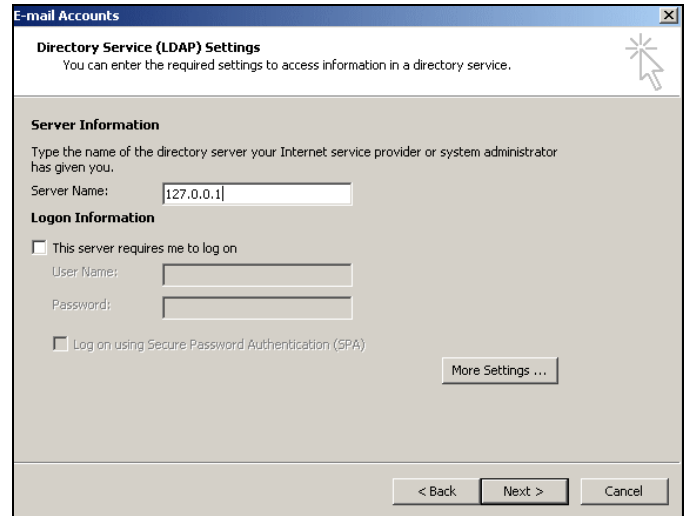 E-mail Accounts
Directory Service (LDAP) Settings
You can enter the required settings to access information in a directory service.
Server Information
Type the name of the directory server your Internet service provider or system administrator
has given you.
Server Name:
127.0.0.1
Logon Information
This server requires me to log on
User Name:
Password:
Log on using Secure Password Authentication (SPA)
More Settings ...
< Back
Next >
Cancel